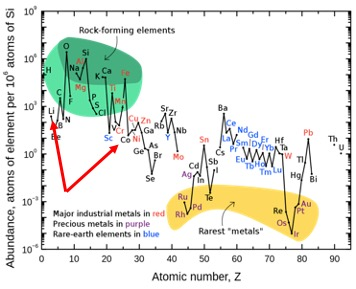 Abundance, atoms of element per 10⁶ atoms of Si
10⁹
10⁶
10³
1
10⁻³
10⁻⁶
Rock-forming elements
H
Li
Be
B
C
N
O
F
Na
Al
Si
P
S
Cl
K
Ca
Sc
Ti
V
Cr
Mn
Fe
Co
Ni
Cu
Zn
Ga
Ge
As
Se
Br
Rb
Sr
Y
Zr
Nb
Mo
Ru
Rh
Pd
Ag
Cd
In
Sn
Sb
Te
I
Cs
Ba
La
Ce
Pr
Nd
Sm
Eu
Gd
Tb
Dy
Ho
Er
Tm
Yb
Lu
Hf
Ta
W
Re
Os
Ir
Pt
Au
Hg
Tl
Pb
Bi
Th
U
Major industrial metals in red
Precious metals in purple
Rare-earth elements in blue
Rarest "metals"
0 10 20 30 40 50 60 70 80 90
Atomic number, Z